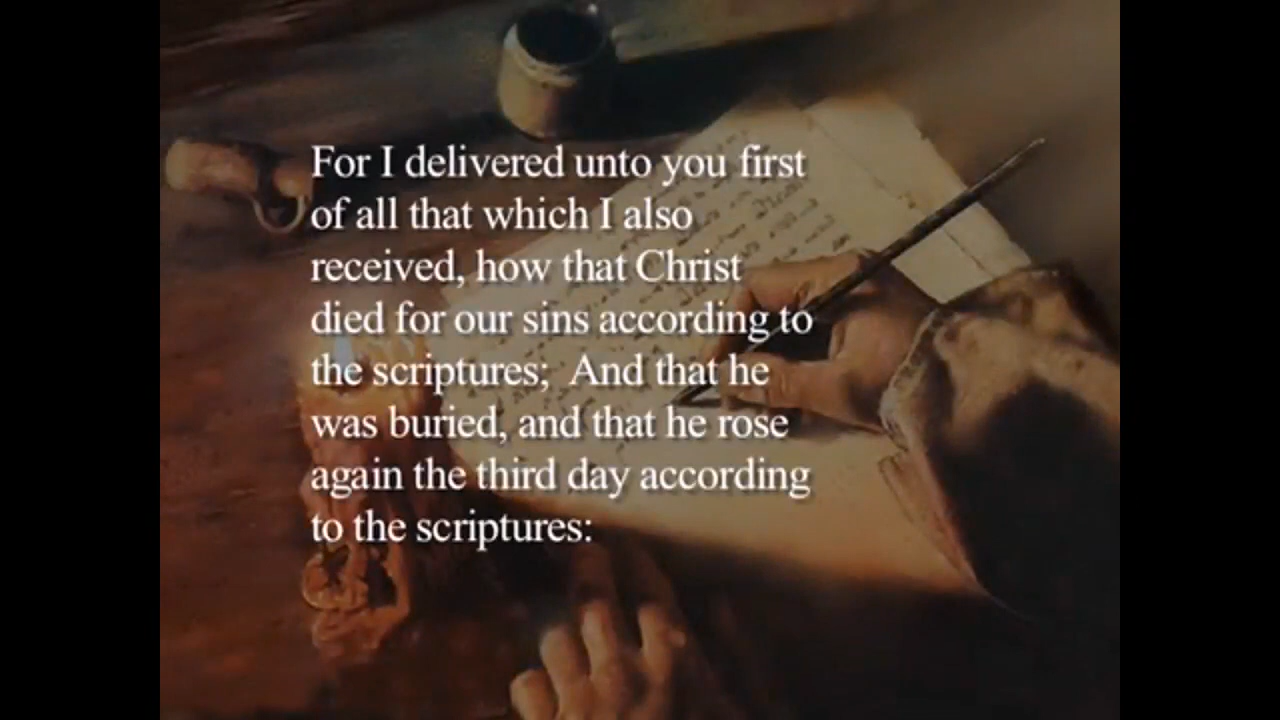 For I delivered unto you first
of all that which I also
received, how that Christ
died for our sins according to
the scriptures;  And that he
was buried, and that he rose
again the third day according
to the scriptures: